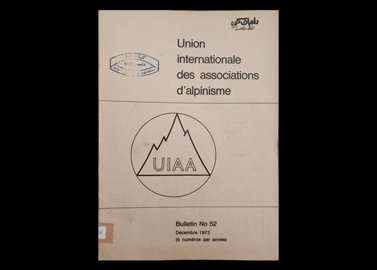 Union
internationale
des associations
d'alpinisme
UIAA
Bulletin No 52
Décembre 1972
(5 numéros par année)